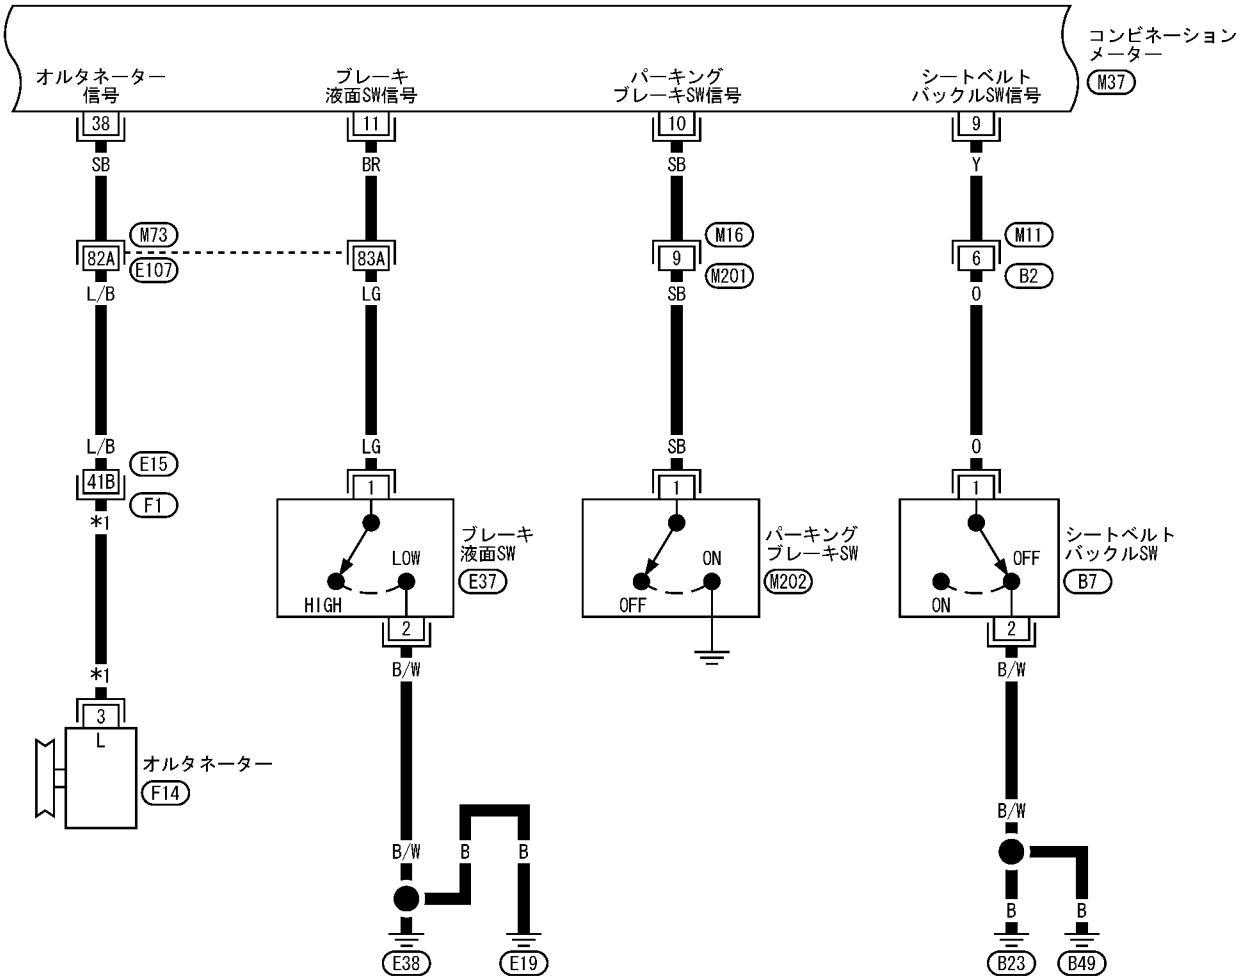 コンビネーション
メーター
M37
オルタネーター
信号
ブレーキ
液面SW信号
パーキング
ブレーキSW信号
シートベルト
バックルSW信号
38
11
10
9
SB
BR
SB
Y
M73
M16
M11
82A
83A
9
6
E107
M201
B2
L/B
LG
SB
O
L/B
LG
SB
O
E15
41B
F1
1
1
1
*1
ブレーキ
液面SW
E37
LOW
HIGH
パーキング
ブレーキSW
M202
ON
OFF
シートベルト
バックルSW
B7
OFF
ON
2
2
B/W
B/W
*1
3
L
オルタネーター
F14
B/W
B/W
B
B
B
B
E38
E19
B23
B49